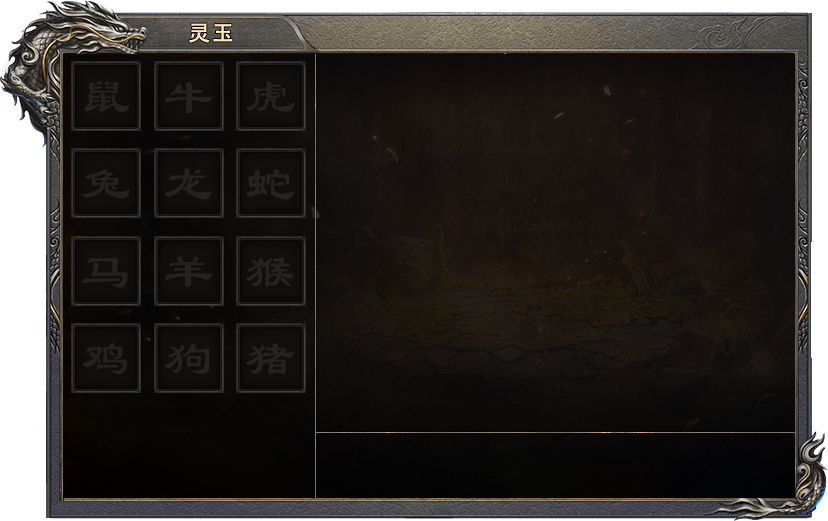 灵玉
鼠 牛 虎
兔 龙 蛇
马 羊 猴
鸡 狗 猪